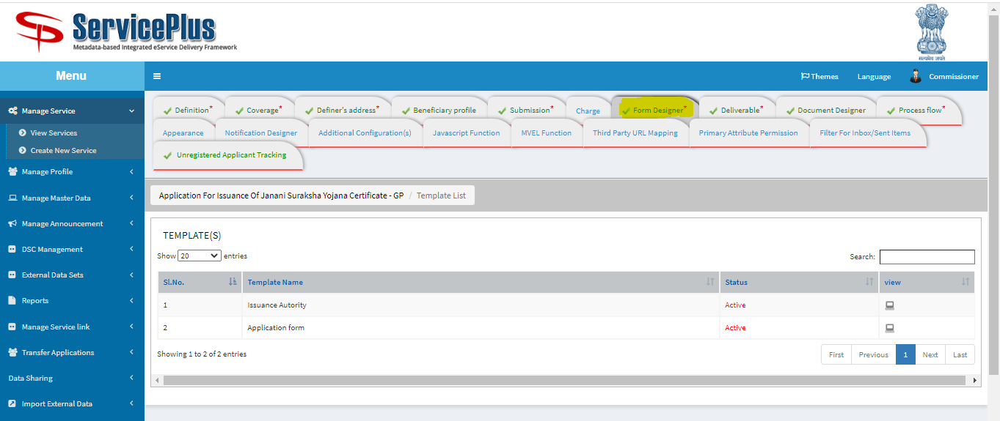 ServicePlus
Metadata-based Integrated eService Delivery Framework
सत्यमेव जयते
Menu
Themes Language Commissioner
Manage Service
View Services
Create New Service
Manage Profile
Manage Master Data
Manage Announcement
DSC Management
External Data Sets
Reports
Manage Service link
Transfer Applications
Data Sharing
Import External Data
Definition* Coverage* Definer's address* Beneficiary profile Submission* Charge Form Designer* Deliverable* Document Designer Process flow*
Appearance Notification Designer Additional Configuration(s) Javascript Function MVEL Function Third Party URL Mapping Primary Attribute Permission Filter For Inbox/Sent Items
Unregistered Applicant Tracking
Application For Issuance Of Janani Suraksha Yojana Certificate - GP / Template List
TEMPLATE(S)
Show 20 entries Search:
Sl.No. Template Name Status view
1 Issuance Autority Active
2 Application form Active
Showing 1 to 2 of 2 entries First Previous 1 Next Last